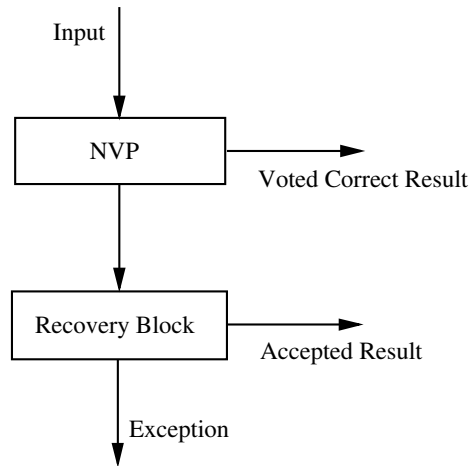 Input
NVP
Voted Correct Result
Recovery Block
Accepted Result
Exception